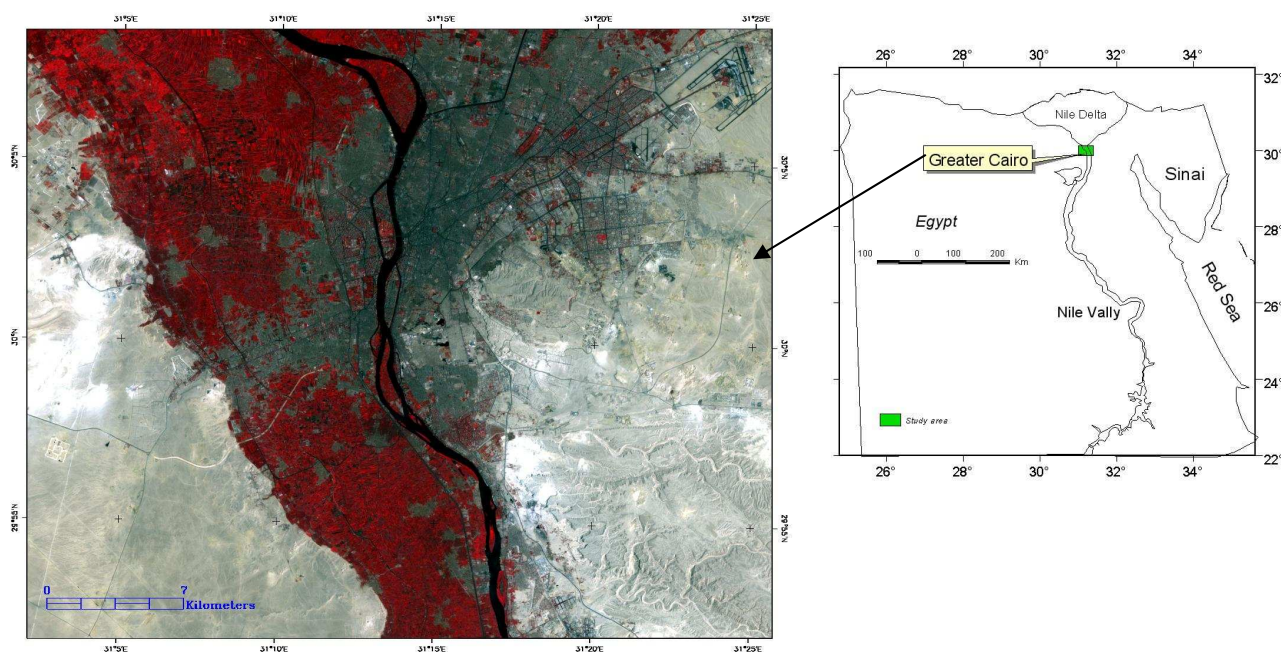 31°5'E 31°10'E 31°15'E 31°20'E 31°25'E
30°5'N
30°N
29°55'N
30°5'N
30°N
29°55'N
0 7
Kilometers
31°5'E 31°10'E 31°15'E 31°20'E 31°25'E
26° 28° 30° 32° 34°
32°
Nile Delta
30°
Greater Cairo
Sinai
28°
Egypt
100 0 100 200
Km
Red Sea
26°
Nile Vally
24°
Study area
22°
26° 28° 30° 32° 34°